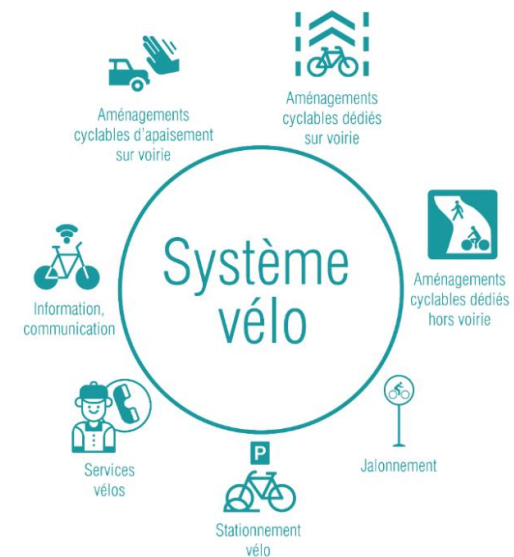 Système
vélo
Aménagements
cyclables dédiés
sur voirie
Aménagements
cyclables dédiés
hors voirie
Jalonnement
P
Stationnement
vélo
Services
vélos
Information,
communication
Aménagements
cyclables d'apaisement
sur voirie